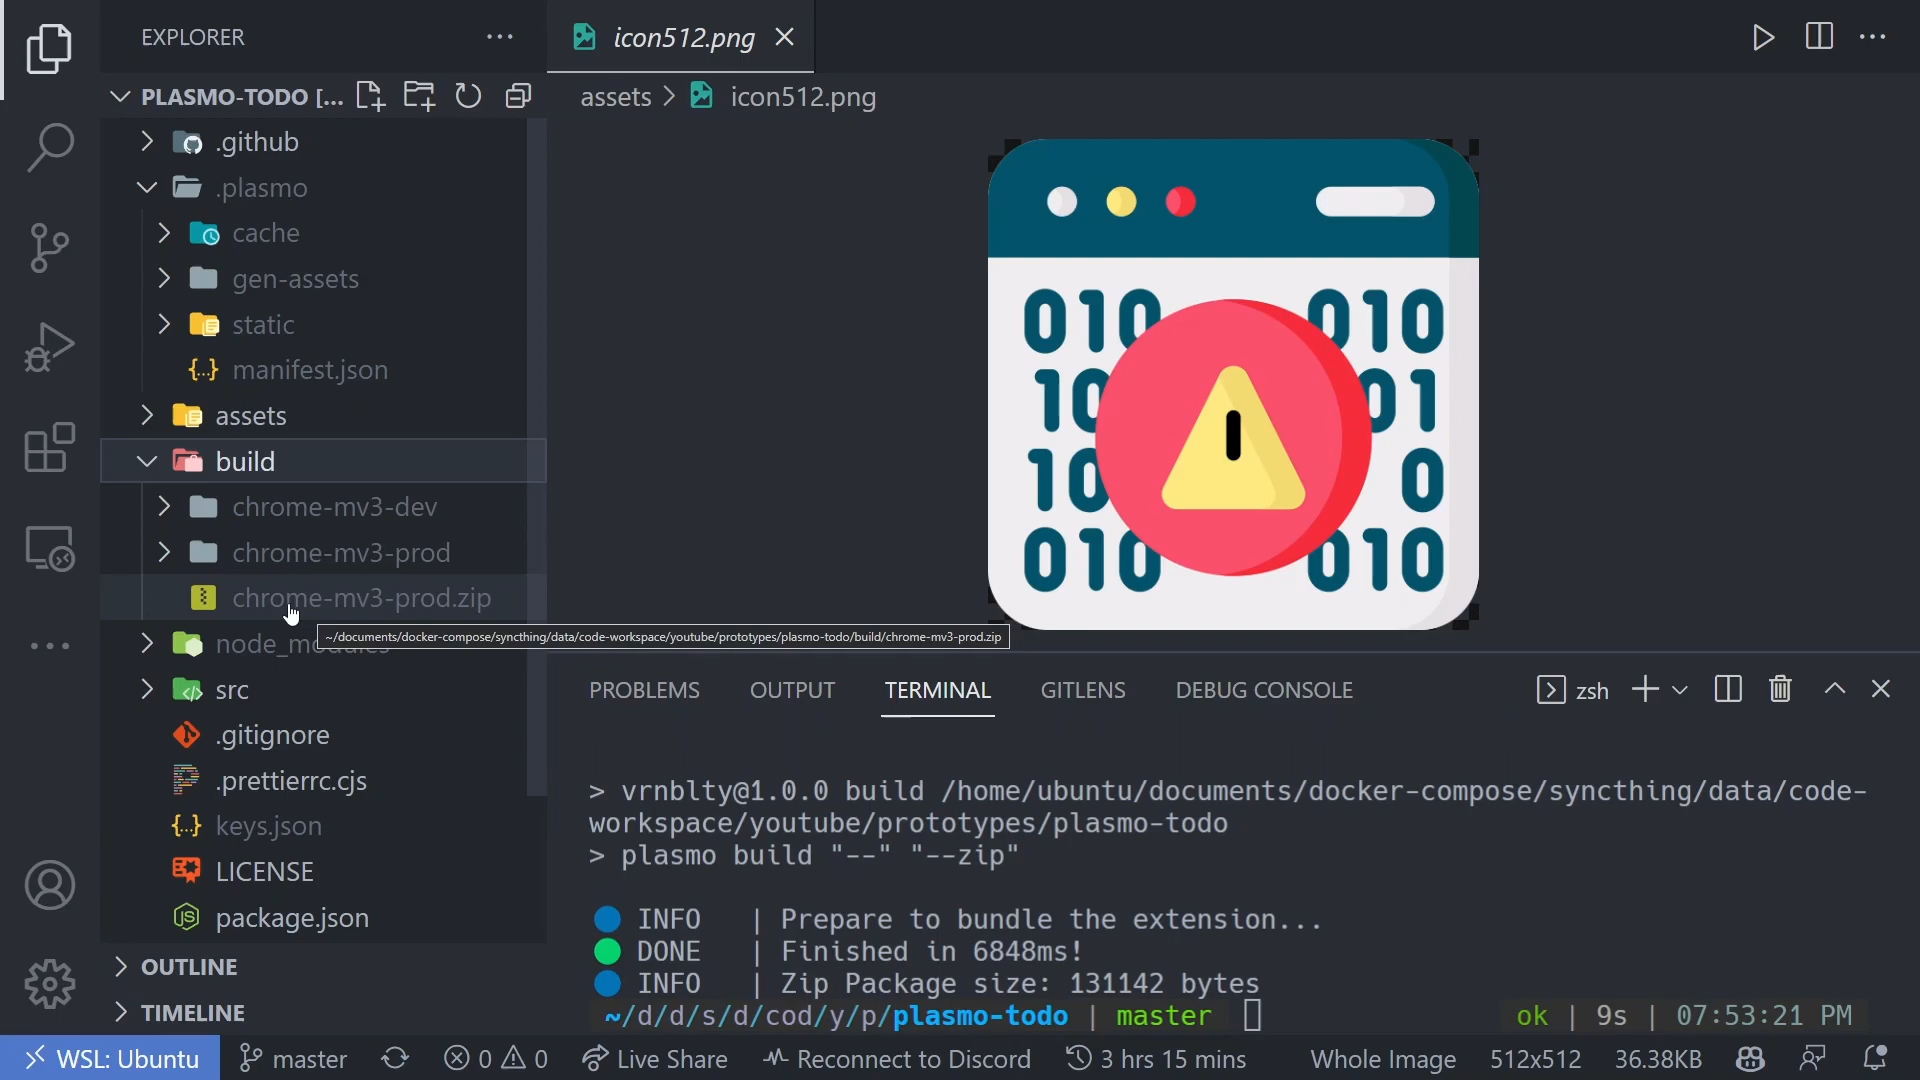 EXPLORER
icon512.png
PLASMO-TODO [...
assets > icon512.png
.github
.plasmo
cache
gen-assets
static
manifest.json
assets
build
chrome-mv3-dev
chrome-mv3-prod
chrome-mv3-prod.zip
~/documents/docker-compose/syncthing/data/code-workspace/youtube/prototypes/plasmo-todo/build/chrome-mv3-prod.zip
src
.gitignore
.prettierrc.cjs
keys.json
LICENSE
package.json
OUTLINE
TIMELINE
010 010
10 01
10 0
010 010
PROBLEMS OUTPUT TERMINAL GITLENS DEBUG CONSOLE zsh
> vrnblty@1.0.0 build /home/ubuntu/documents/docker-compose/syncthing/data/code-
workspace/youtube/prototypes/plasmo-todo
> plasmo build "--" "--zip"
INFO | Prepare to bundle the extension...
DONE | Finished in 6848ms!
INFO | Zip Package size: 131142 bytes
~/d/d/s/d/cod/y/p/plasmo-todo | master ok | 9s | 07:53:21 PM
WSL: Ubuntu master 0 0 Live Share Reconnect to Discord 3 hrs 15 mins Whole Image 512x512 36.38KB